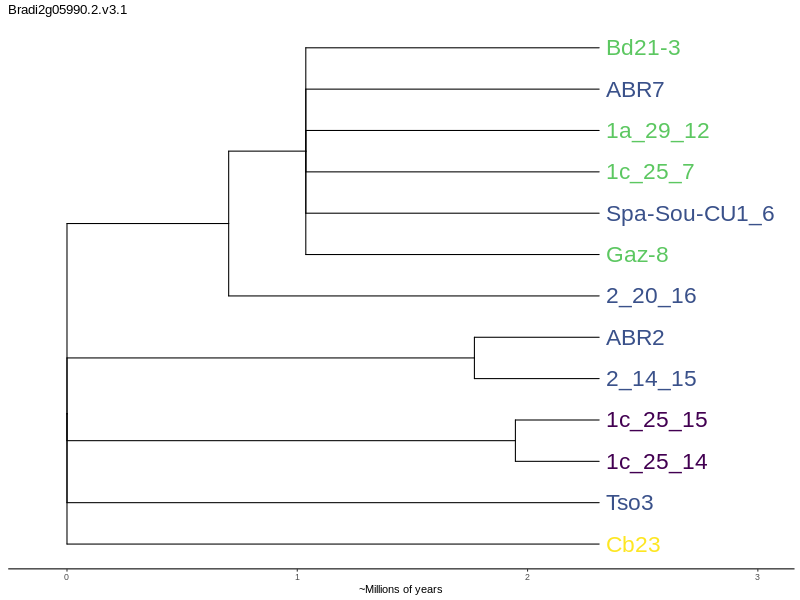 Bradi2g05990.2.v3.1
Bd21-3
ABR7
1a_29_12
1c_25_7
Spa-Sou-CU1_6
Gaz-8
2_20_16
ABR2
2_14_15
1c_25_15
1c_25_14
Tso3
Cb23
0 1 2 3
~Millions of years